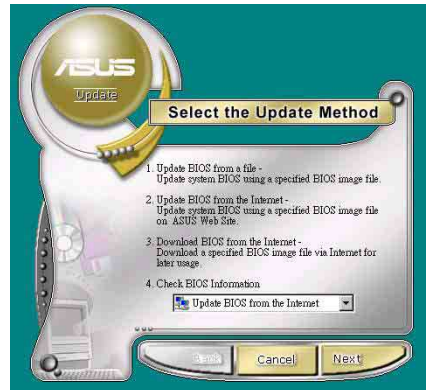 ASUS
Update
Select the Update Method
1. Update BIOS from a file -
Update system BIOS using a specified BIOS image file.
2. Update BIOS from the Internet -
Update system BIOS using a specified BIOS image file
on ASUS Web Site.
3. Download BIOS from the Internet -
Download a specified BIOS image file via Internet for
later usage.
4. Check BIOS Information
Update BIOS from the Internet
Back Cancel Next